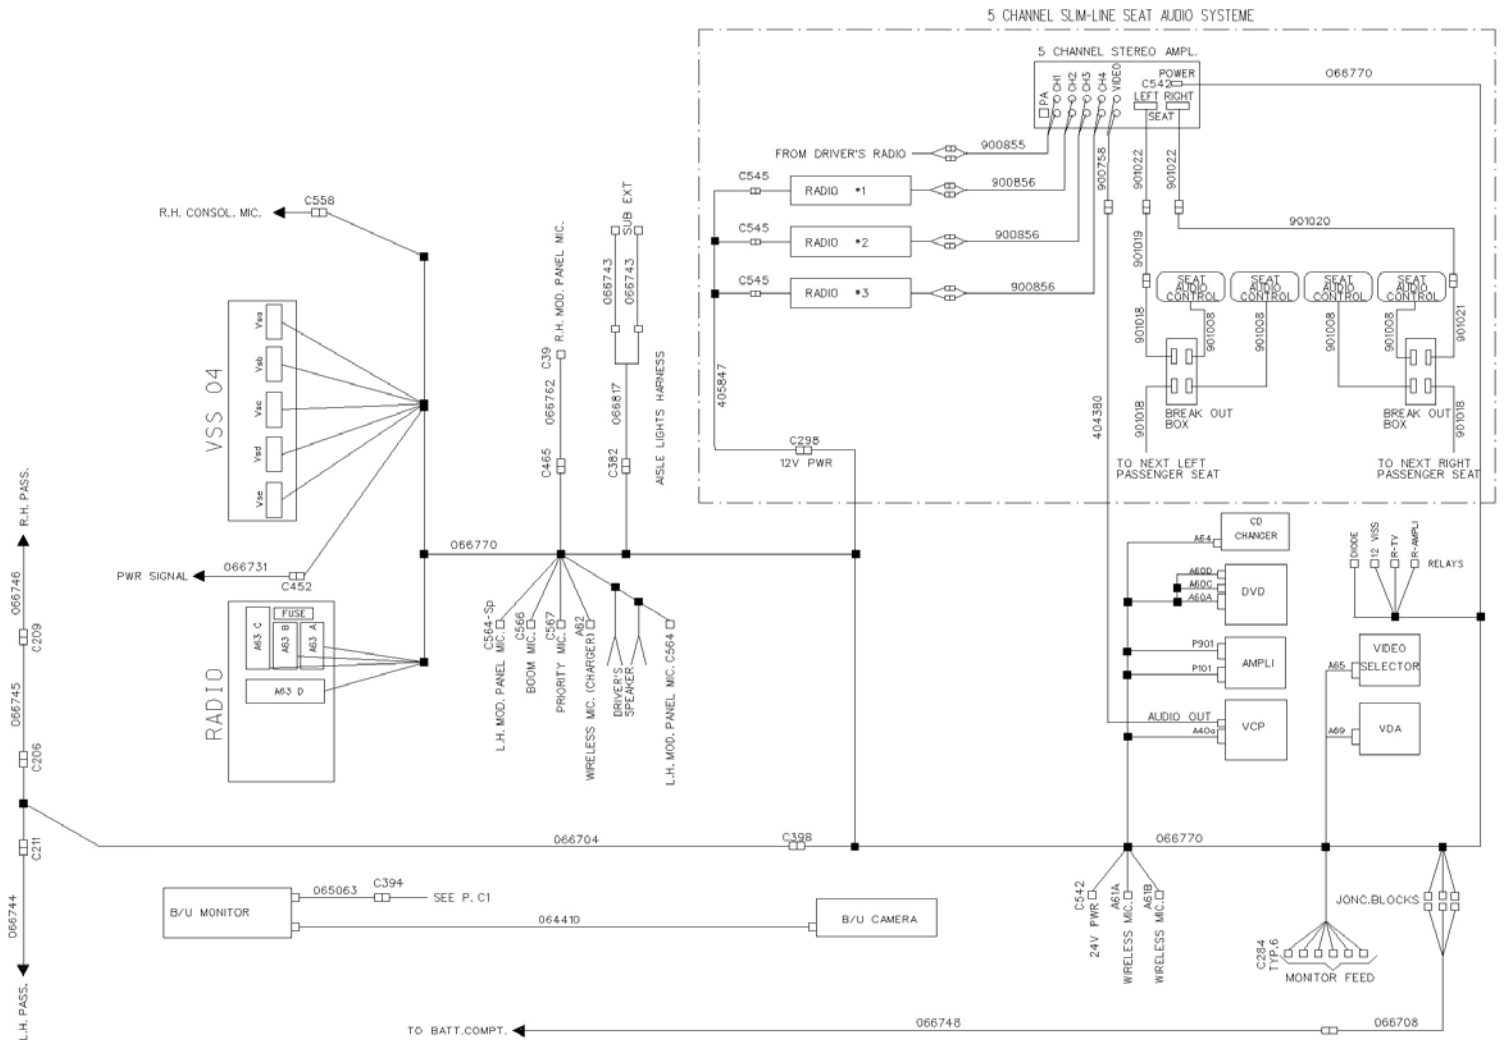 5 CHANNEL SLIM-LINE SEAT AUDIO SYSTEME
5 CHANNEL STEREO AMPL.
PA
CH1
CH2
CH3
CH4
VIDEO
POWER
C542
LEFT RIGHT
SEAT
066770
FROM DRIVER'S RADIO
900855
C545
RADIO *1
900856
C545
RADIO *2
900856
C545
RADIO *3
900856
900758
901022
901022
901019
901020
SEAT
AUDIO
CONTROL
SEAT
AUDIO
CONTROL
SEAT
AUDIO
CONTROL
SEAT
AUDIO
CONTROL
901018
901008
901008
901008
901008
901021
405847
404380
BREAK OUT
BOX
BREAK OUT
BOX
901018
901018
TO NEXT LEFT
PASSENGER SEAT
TO NEXT RIGHT
PASSENGER SEAT
C298
12V PWR
R.H. CONSOL. MIC.
C558
VSS 04
Vsa
Vsb
Vsc
Vsd
Vse
PWR SIGNAL
066731
C452
RADIO
A63 C
FUSE
A63 B
A63 A
A63 D
R.H. MOD. PANEL MIC.
C39
066762
C465
SUB EXT
066743
066743
066817
C382
AISLE LIGHTS HARNESS
066770
C564-Sp
L.H. MOD. PANEL MIC.
C566
BOOM MIC.
C567
PRIORITY MIC.
A62
WIRELESS MIC. (CHARGER)
DRIVER'S
SPEAKER
L.H. MOD. PANEL MIC. C564
R.H. PASS.
066746
C209
066745
C206
C211
066744
L.H. PASS.
066704
C398
CD
CHANCER
A64
A60D
A60C
A60A
DVD
P901
P101
AMPLI
AUDIO OUT
A40a
VCP
DIODE
12 VISS
R-TV
R-AMPLI
RELAYS
VIDEO
SELECTOR
A65
VDA
A69
066770
C542
24V PWR
A61A
WIRELESS MIC.
A61B
WIRELESS MIC.
C284
TYP.6
MONITOR FEED
JONC.BLOCKS
B/U MONITOR
065063
C394
SEE P. C1
064410
B/U CAMERA
TO BATT.COMPT.
066748
066708